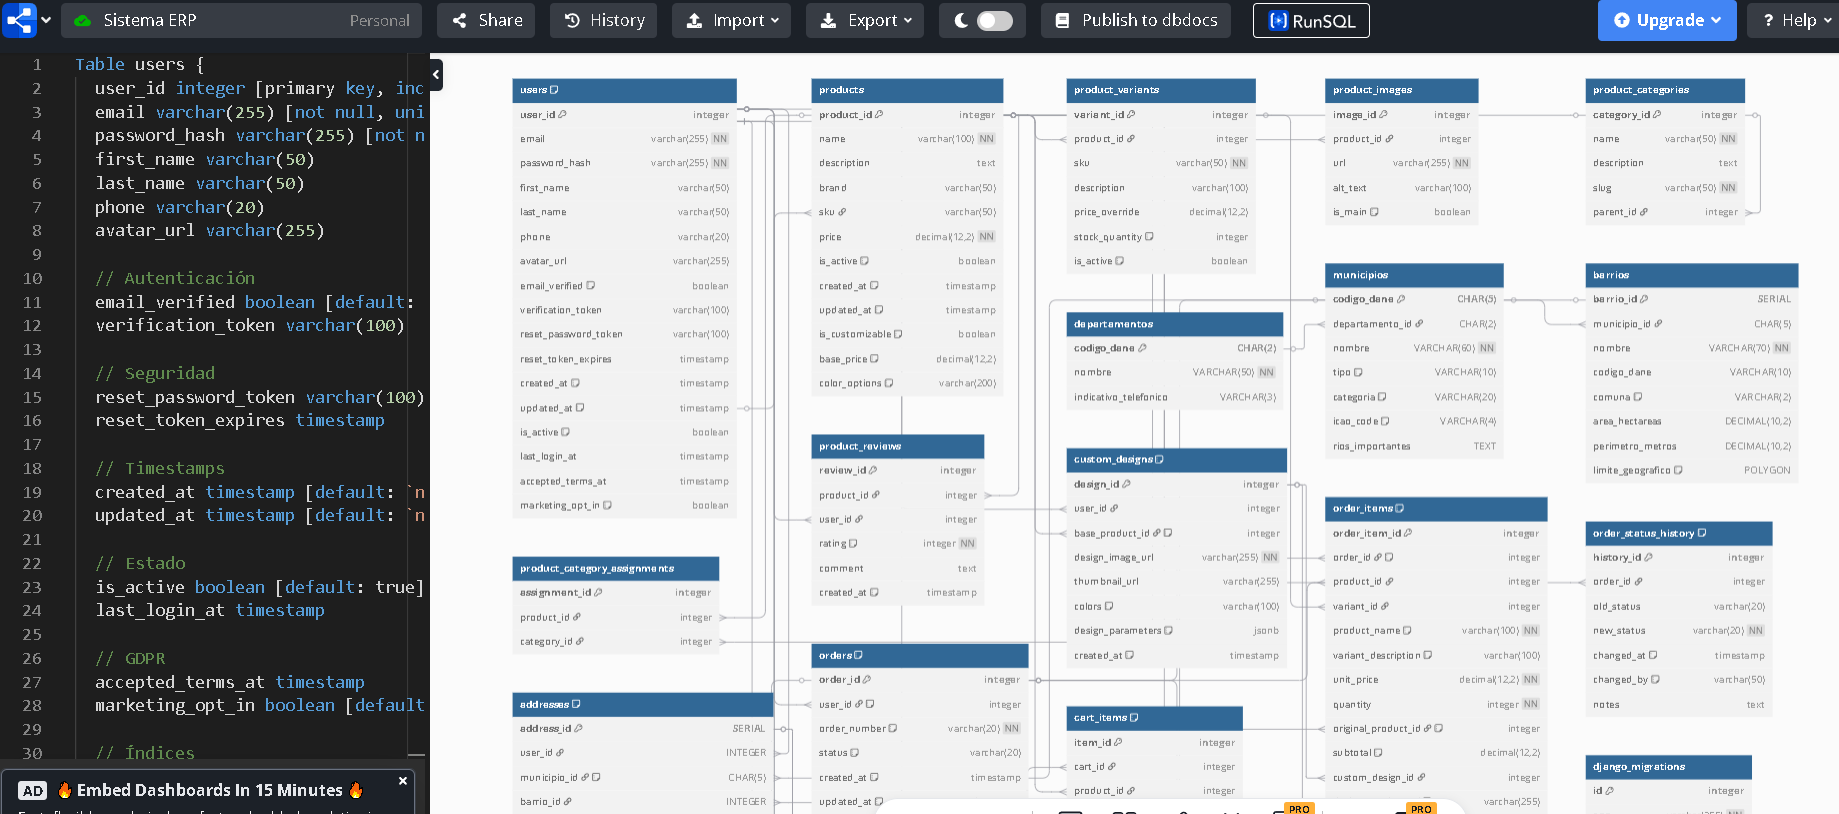 Sistema ERP
Personal
Share
History
Import
Export
Publish to dbdocs
RunSQL
Upgrade
? Help
1 Table users {
2 user_id integer [primary key, inc
3 email varchar(255) [not null, uni
4 password_hash varchar(255) [not n
5 first_name varchar(50)
6 last_name varchar(50)
7 phone varchar(20)
8 avatar_url varchar(255)
9
10 // Autenticación
11 email_verified boolean [default:
12 verification_token varchar(100)
13
14 // Seguridad
15 reset_password_token varchar(100)
16 reset_token_expires timestamp
17
18 // Timestamps
19 created_at timestamp [default: `n
20 updated_at timestamp [default: `n
21
22 // Estado
23 is_active boolean [default: true]
24 last_login_at timestamp
25
26 // GDPR
27 accepted_terms_at timestamp
28 marketing_opt_in boolean [default
29
30 // Índices
AD 🔥 Embed Dashboards In 15 Minutes 🔥
users
user_id integer
email varchar(255) NN
password_hash varchar(255) NN
first_name varchar(50)
last_name varchar(50)
phone varchar(20)
avatar_url varchar(255)
email_verified boolean
verification_token varchar(100)
reset_password_token varchar(100)
reset_token_expires timestamp
created_at timestamp
updated_at timestamp
is_active boolean
last_login_at timestamp
accepted_terms_at timestamp
marketing_opt_in boolean
product_category_assignments
assignment_id integer
product_id integer
category_id integer
addresses
address_id SERIAL
user_id INTEGER
municipio_id CHAR(5)
barrio_id INTEGER
products
product_id integer
name varchar(100) NN
description text
brand varchar(50)
sku varchar(50)
price decimal(12,2) NN
is_active boolean
created_at timestamp
updated_at timestamp
is_customizable boolean
base_price decimal(12,2)
color_options varchar(200)
product_reviews
review_id integer
product_id integer
user_id integer
rating integer NN
comment text
created_at timestamp
orders
order_id integer
user_id integer
order_number varchar(20) NN
status varchar(20)
created_at timestamp
updated_at
product_variants
variant_id integer
product_id integer
sku varchar(50) NN
description varchar(100)
price_override decimal(12,2)
stock_quantity integer
is_active boolean
departamentos
codigo_dane CHAR(2)
nombre VARCHAR(50) NN
indicativo_telefonico VARCHAR(3)
custom_designs
design_id integer
user_id integer
base_product_id integer
design_image_url varchar(255) NN
thumbnail_url varchar(255)
colors varchar(100)
design_parameters jsonb
created_at timestamp
cart_items
item_id integer
cart_id integer
product_id integer
product_images
image_id integer
product_id integer
url varchar(255) NN
alt_text varchar(100)
is_main boolean
municipios
codigo_dane CHAR(5)
departamento_id CHAR(2)
nombre VARCHAR(60) NN
tipo VARCHAR(10)
categoria VARCHAR(20)
icao_code VARCHAR(4)
rios_importantes TEXT
order_items
order_item_id integer
order_id integer
product_id integer
variant_id integer
product_name varchar(100) NN
variant_description varchar(100)
unit_price decimal(12,2) NN
quantity integer NN
original_product_id integer
subtotal decimal(12,2)
custom_design_id integer
varchar(255)
product_categories
category_id integer
name varchar(50) NN
description text
slug varchar(50) NN
parent_id integer
barrios
barrio_id SERIAL
municipio_id CHAR(5)
nombre VARCHAR(70) NN
codigo_dane VARCHAR(10)
comuna VARCHAR(2)
area_hectareas DECIMAL(10,2)
perimetro_metros DECIMAL(10,2)
limite_geografico POLYGON
order_status_history
history_id integer
order_id integer
old_status varchar(20)
new_status varchar(20) NN
changed_at timestamp
changed_by varchar(50)
notes text
django_migrations
id
PRO
PRO